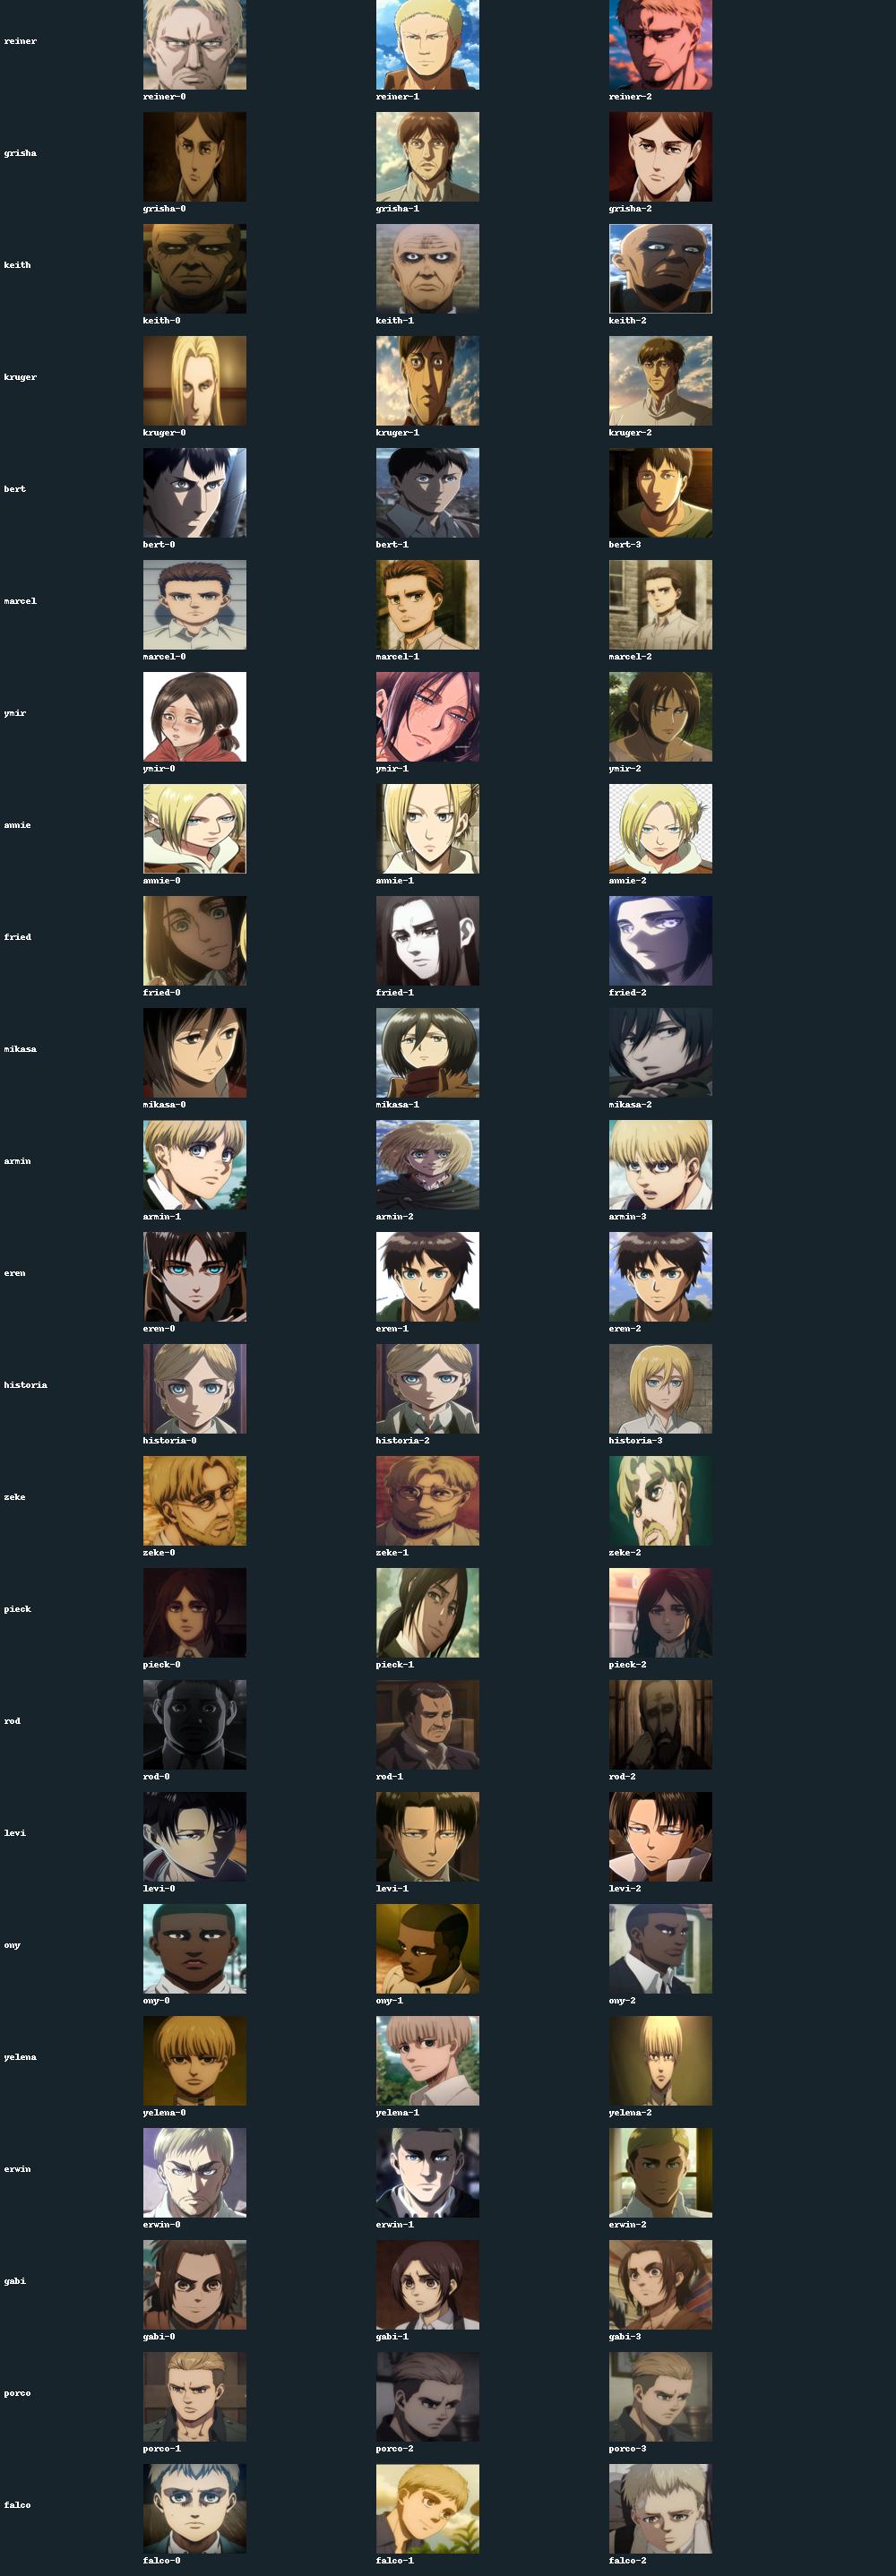 reiner
reiner-0 reiner-1 reiner-2
grisha
grisha-0 grisha-1 grisha-2
keith
keith-0 keith-1 keith-2
kruger
kruger-0 kruger-1 kruger-2
bert
bert-0 bert-1 bert-3
marcel
marcel-0 marcel-1 marcel-2
ymir
ymir-0 ymir-1 ymir-2
annie
annie-0 annie-1 annie-2
fried
fried-0 fried-1 fried-2
mikasa
mikasa-0 mikasa-1 mikasa-2
armin
armin-1 armin-2 armin-3
eren
eren-0 eren-1 eren-2
historia
historia-0 historia-2 historia-3
zeke
zeke-0 zeke-1 zeke-2
pieck
pieck-0 pieck-1 pieck-2
rod
rod-0 rod-1 rod-2
levi
levi-0 levi-1 levi-2
ony
ony-0 ony-1 ony-2
yelena
yelena-0 yelena-1 yelena-2
erwin
erwin-0 erwin-1 erwin-2
gabi
gabi-0 gabi-1 gabi-3
porco
porco-1 porco-2 porco-3
falco
falco-0 falco-1 falco-2